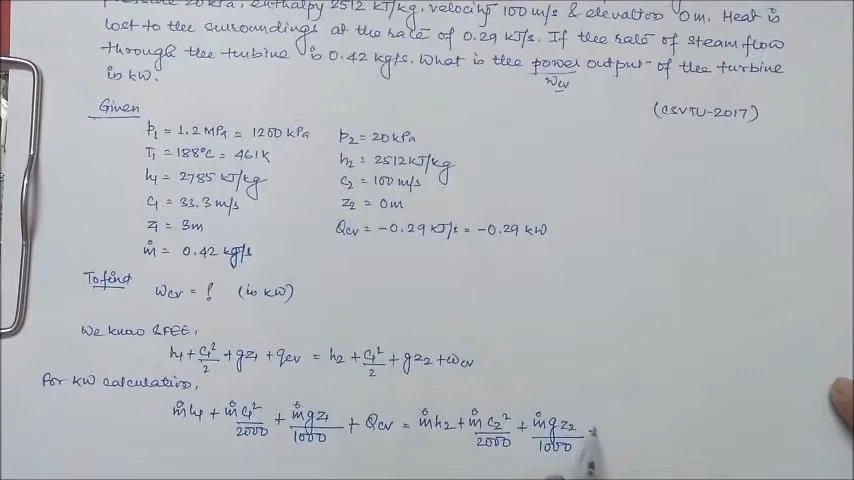 pressure 20 kPa, enthalpy 2512 kJ/kg, velocity 100 m/s & elevation 0m. Heat is
lost to the surroundings at the rate of 0.29 kJ/s. If the rate of steam flow
through the turbine is 0.42 kg/s. What is the power output of the turbine
in kW.
Wcv
(CSVTU-2017)
Given
p₁ = 1.2 MPa = 1200 kPa
p₂ = 20 kPa
T₁ = 188°C = 461 K
h₂ = 2512 kJ/kg
h₁ = 2785 kJ/kg
c₂ = 100 m/s
c₁ = 33.3 m/s
z₂ = 0m
z₁ = 3m
Qcv = -0.29 kJ/s = -0.29 kW
ṁ = 0.42 kg/s
To find
Wcv = ? (in kW)
We know SFEE,
h₁ + c₁²/2 + gz₁ + qcv = h₂ + c₁²/2 + gz₂ + wcv
For kW calculation,
ṁh₁ + ṁc₁²/2000 + ṁgz₁/1000 + Qcv = ṁh₂ + ṁc₂²/2000 + ṁgz₂/1000